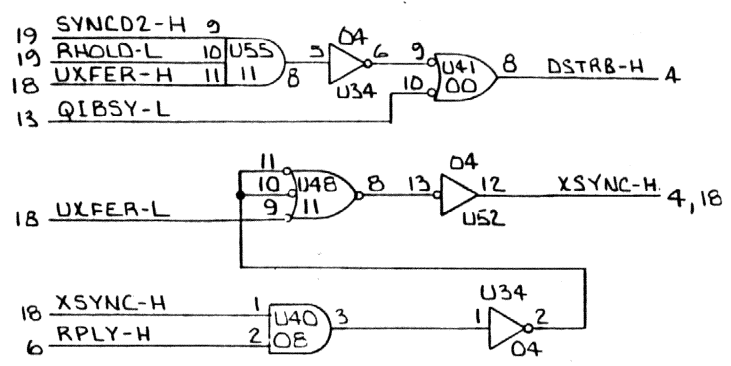 19 SYNCD2-H 9 04
19 RHOLD-L 10 U55 5 6 9 U41 8 DSTRB-H 4
18 UXFER-H 11 11 8 U34 10 00
13 QIBSY-L
11 04
10 U48 8 13 12 XSYNC-H 4,18
18 UXFER-L 9 11 U52
18 XSYNC-H 1 U40 3 U34 1 2
6 RPLY-H 2 08 04